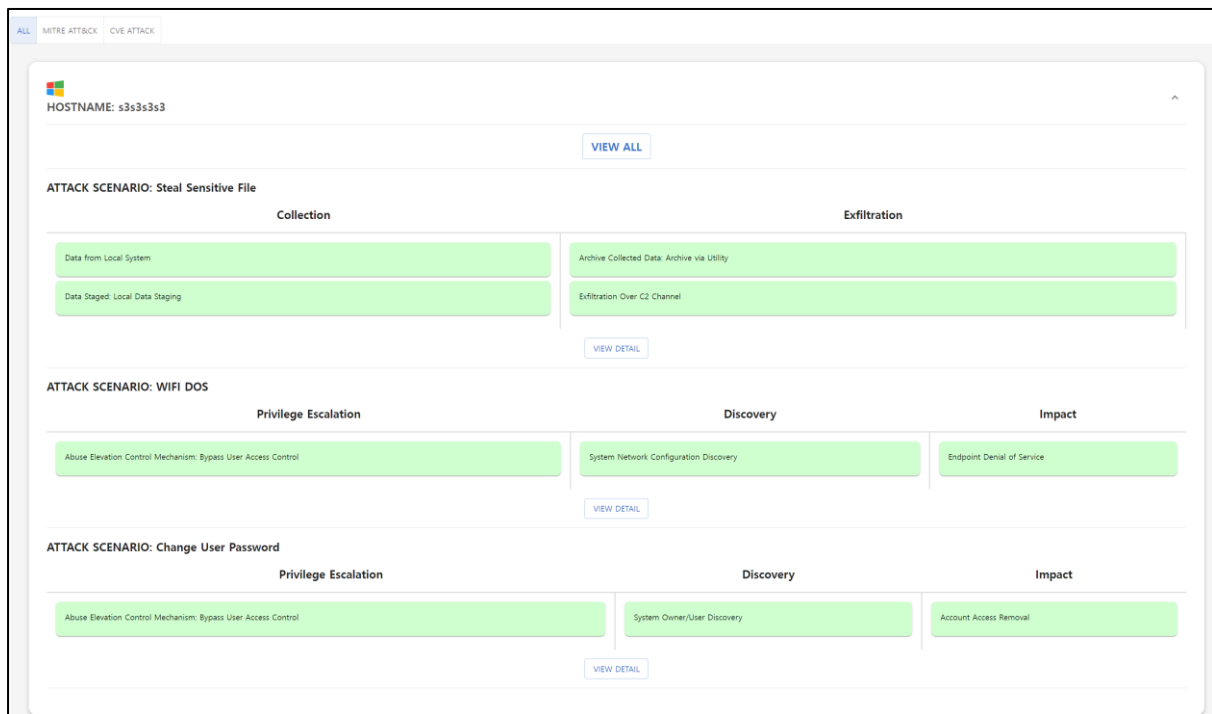 ALL MITRE ATT&CK CVE ATTACK
HOSTNAME: s3s3s3s3
VIEW ALL
ATTACK SCENARIO: Steal Sensitive File
Collection Exfiltration
Data from Local System Archive Collected Data: Archive via Utility
Data Staged: Local Data Staging Exfiltration Over C2 Channel
VIEW DETAIL
ATTACK SCENARIO: WIFI DOS
Privilege Escalation Discovery Impact
Abuse Elevation Control Mechanism: Bypass User Access Control System Network Configuration Discovery Endpoint Denial of Service
VIEW DETAIL
ATTACK SCENARIO: Change User Password
Privilege Escalation Discovery Impact
Abuse Elevation Control Mechanism: Bypass User Access Control System Owner/User Discovery Account Access Removal
VIEW DETAIL